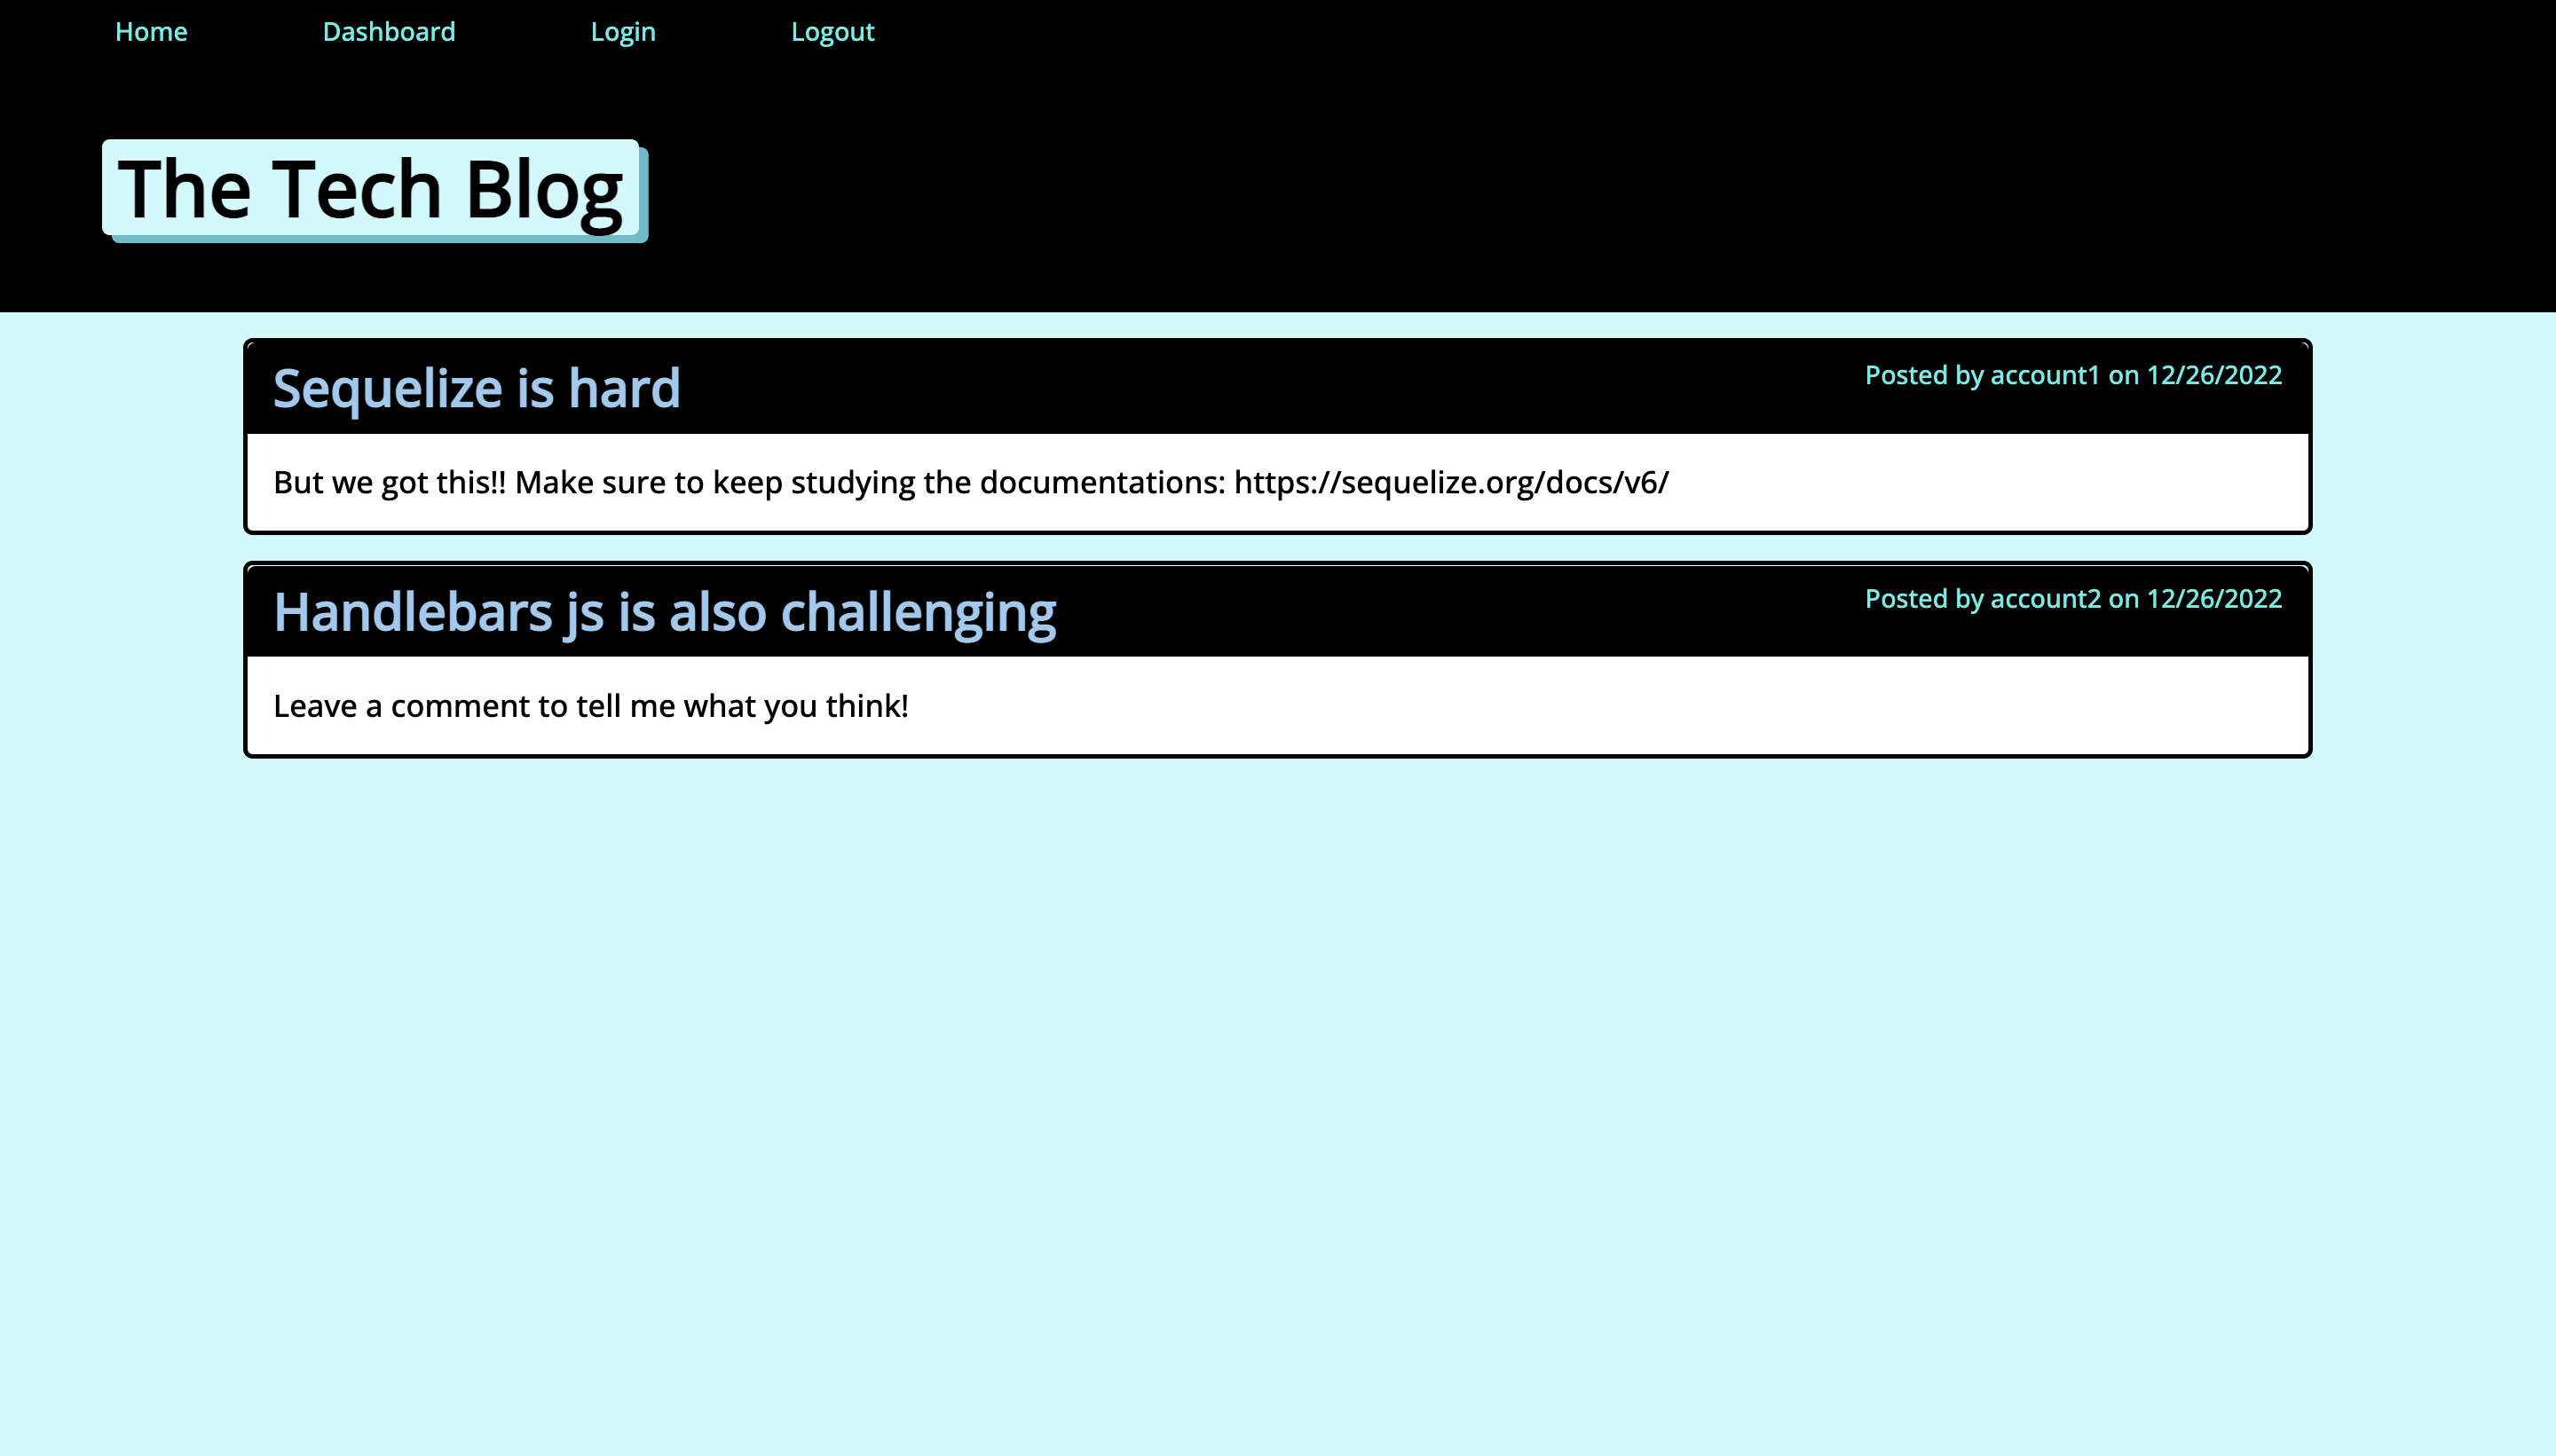 Home Dashboard Login Logout
The Tech Blog
Sequelize is hard
Posted by account1 on 12/26/2022
But we got this!! Make sure to keep studying the documentations: https://sequelize.org/docs/v6/
Handlebars js is also challenging
Posted by account2 on 12/26/2022
Leave a comment to tell me what you think!